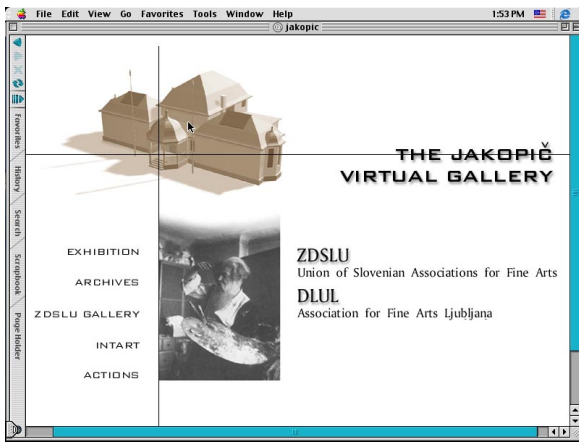 File Edit View Go Favorites Tools Window Help 1:53 PM
jakopic
Favorites
History
Search
Scrapbook
Page Holder
THE JAKOPIČ
VIRTUAL GALLERY
EXHIBITION
ARCHIVES
ZDSLU GALLERY
INTART
ACTIONS
ZDSLU
Union of Slovenian Associations for Fine Arts
DLUL
Association for Fine Arts Ljubljana